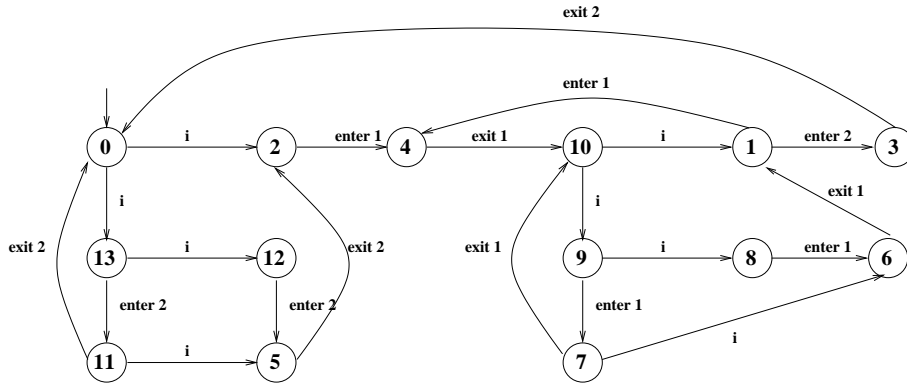 exit 2
enter 1
0 i 2 enter 1 4 exit 1 10 i 1 enter 2 3
i i exit 1
exit 2 13 i 12 exit 2 exit 1 9 i 8 enter 1 6
enter 2 enter 2 enter 1
11 i 5 7 i